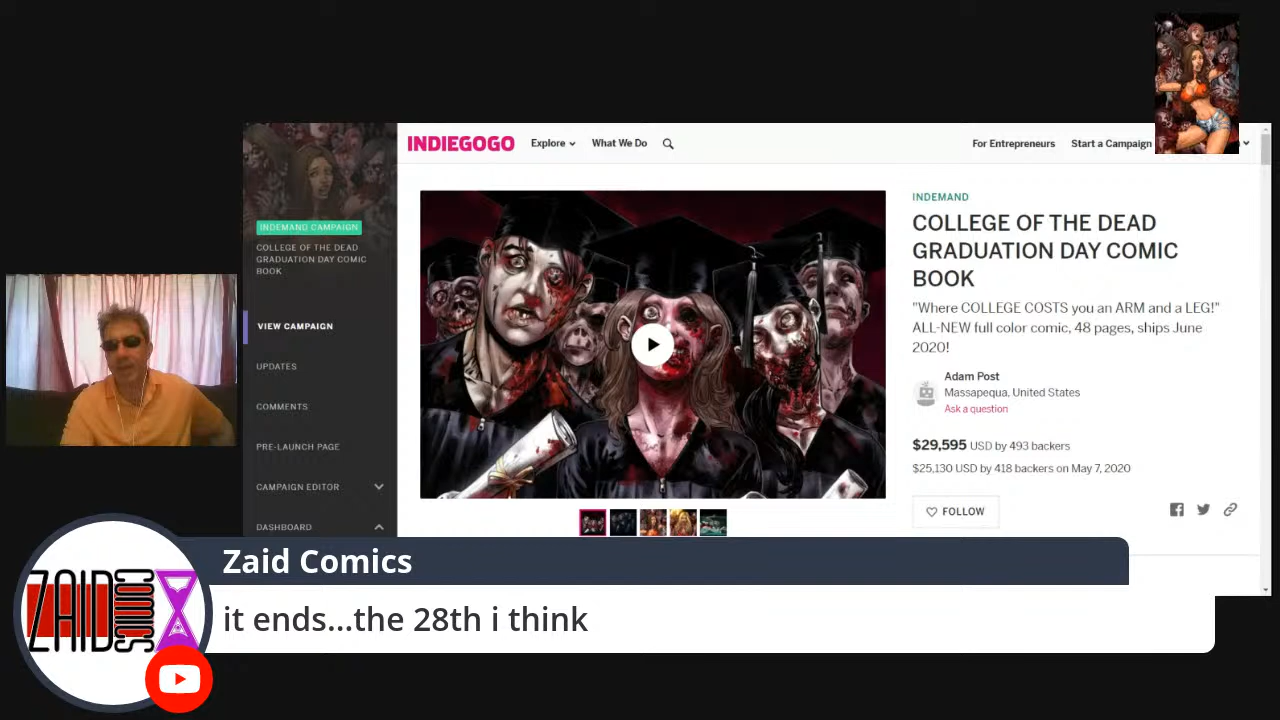 INDIEGOGO
Explore
What We Do
For Entrepreneurs
Start a Campaign
INDEMAND CAMPAIGN
COLLEGE OF THE DEAD
GRADUATION DAY COMIC
BOOK
VIEW CAMPAIGN
UPDATES
COMMENTS
PRE-LAUNCH PAGE
CAMPAIGN EDITOR
DASHBOARD
INDEMAND
COLLEGE OF THE DEAD
GRADUATION DAY COMIC
BOOK
"Where COLLEGE COSTS you an ARM and a LEG!"
ALL-NEW full color comic, 48 pages, ships June
2020!
Adam Post
Massapequa, United States
Ask a question
$29,595 USD by 493 backers
$25,130 USD by 418 backers on May 7, 2020
FOLLOW
ZAID COMICS
Zaid Comics
it ends...the 28th i think